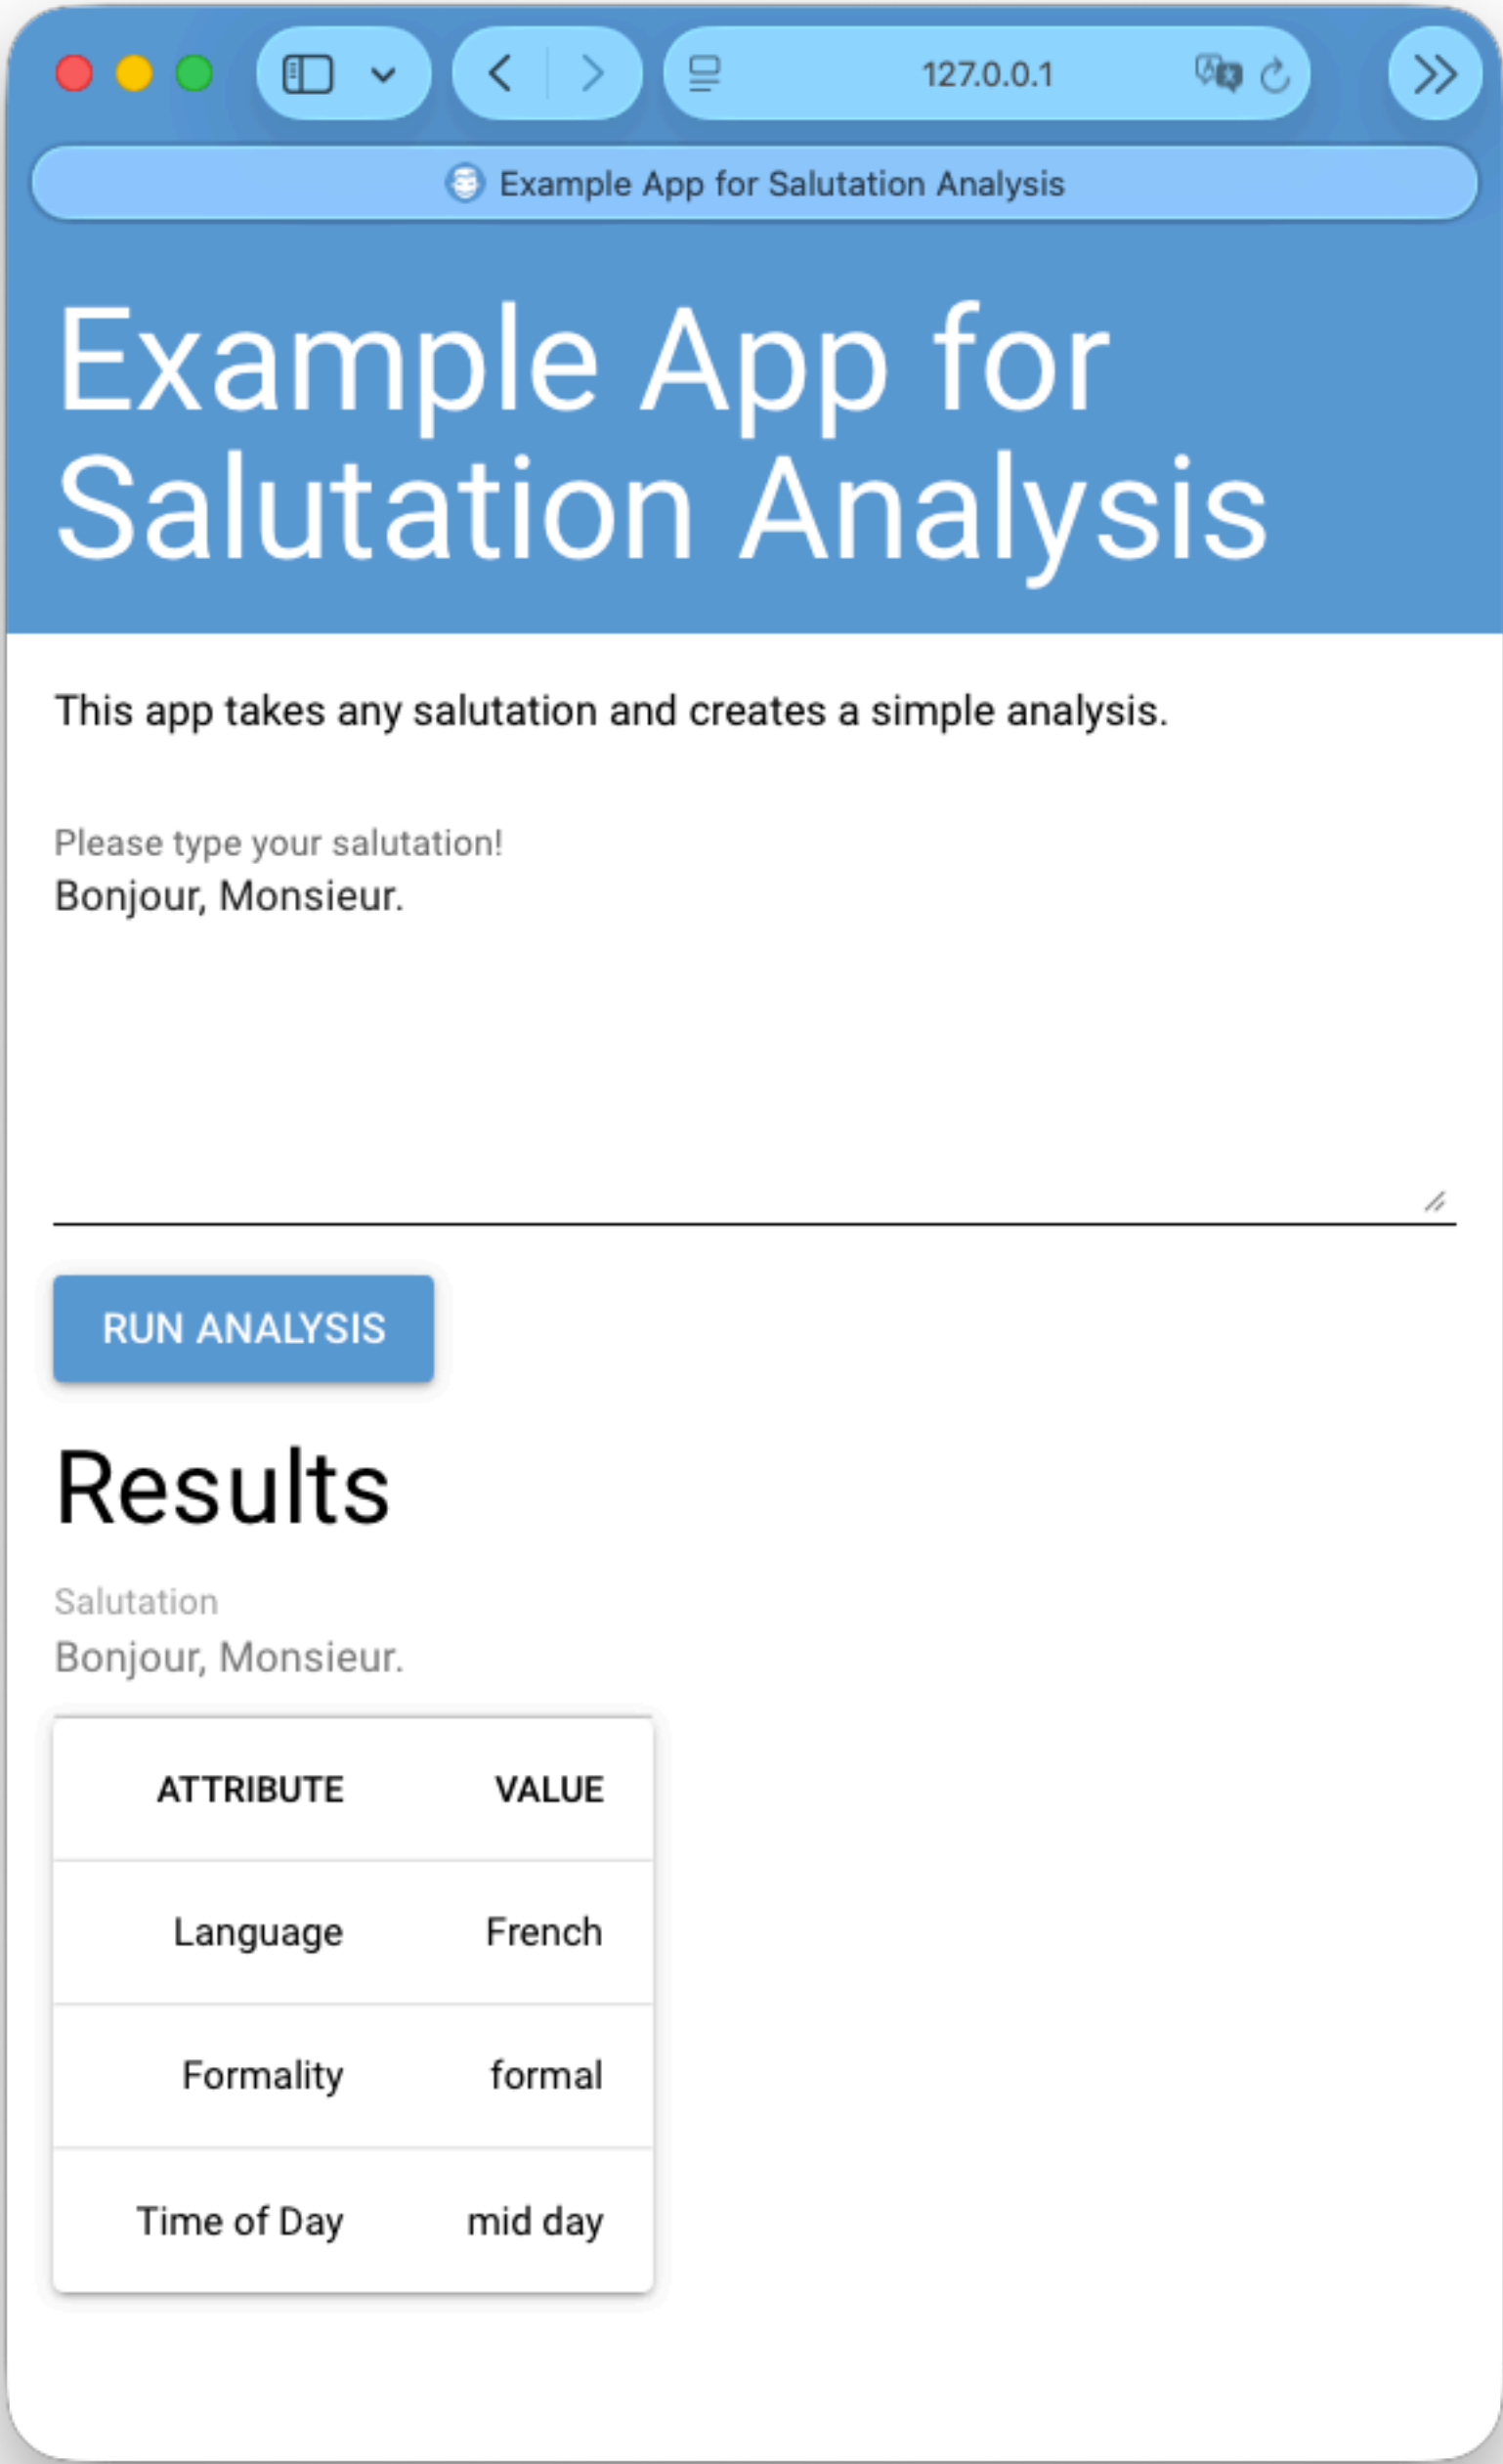 127.0.0.1
Example App for Salutation Analysis
Example App for
Salutation Analysis
This app takes any salutation and creates a simple analysis.
Please type your salutation!
Bonjour, Monsieur.
RUN ANALYSIS
Results
Salutation
Bonjour, Monsieur.
ATTRIBUTE VALUE
Language French
Formality formal
Time of Day mid day